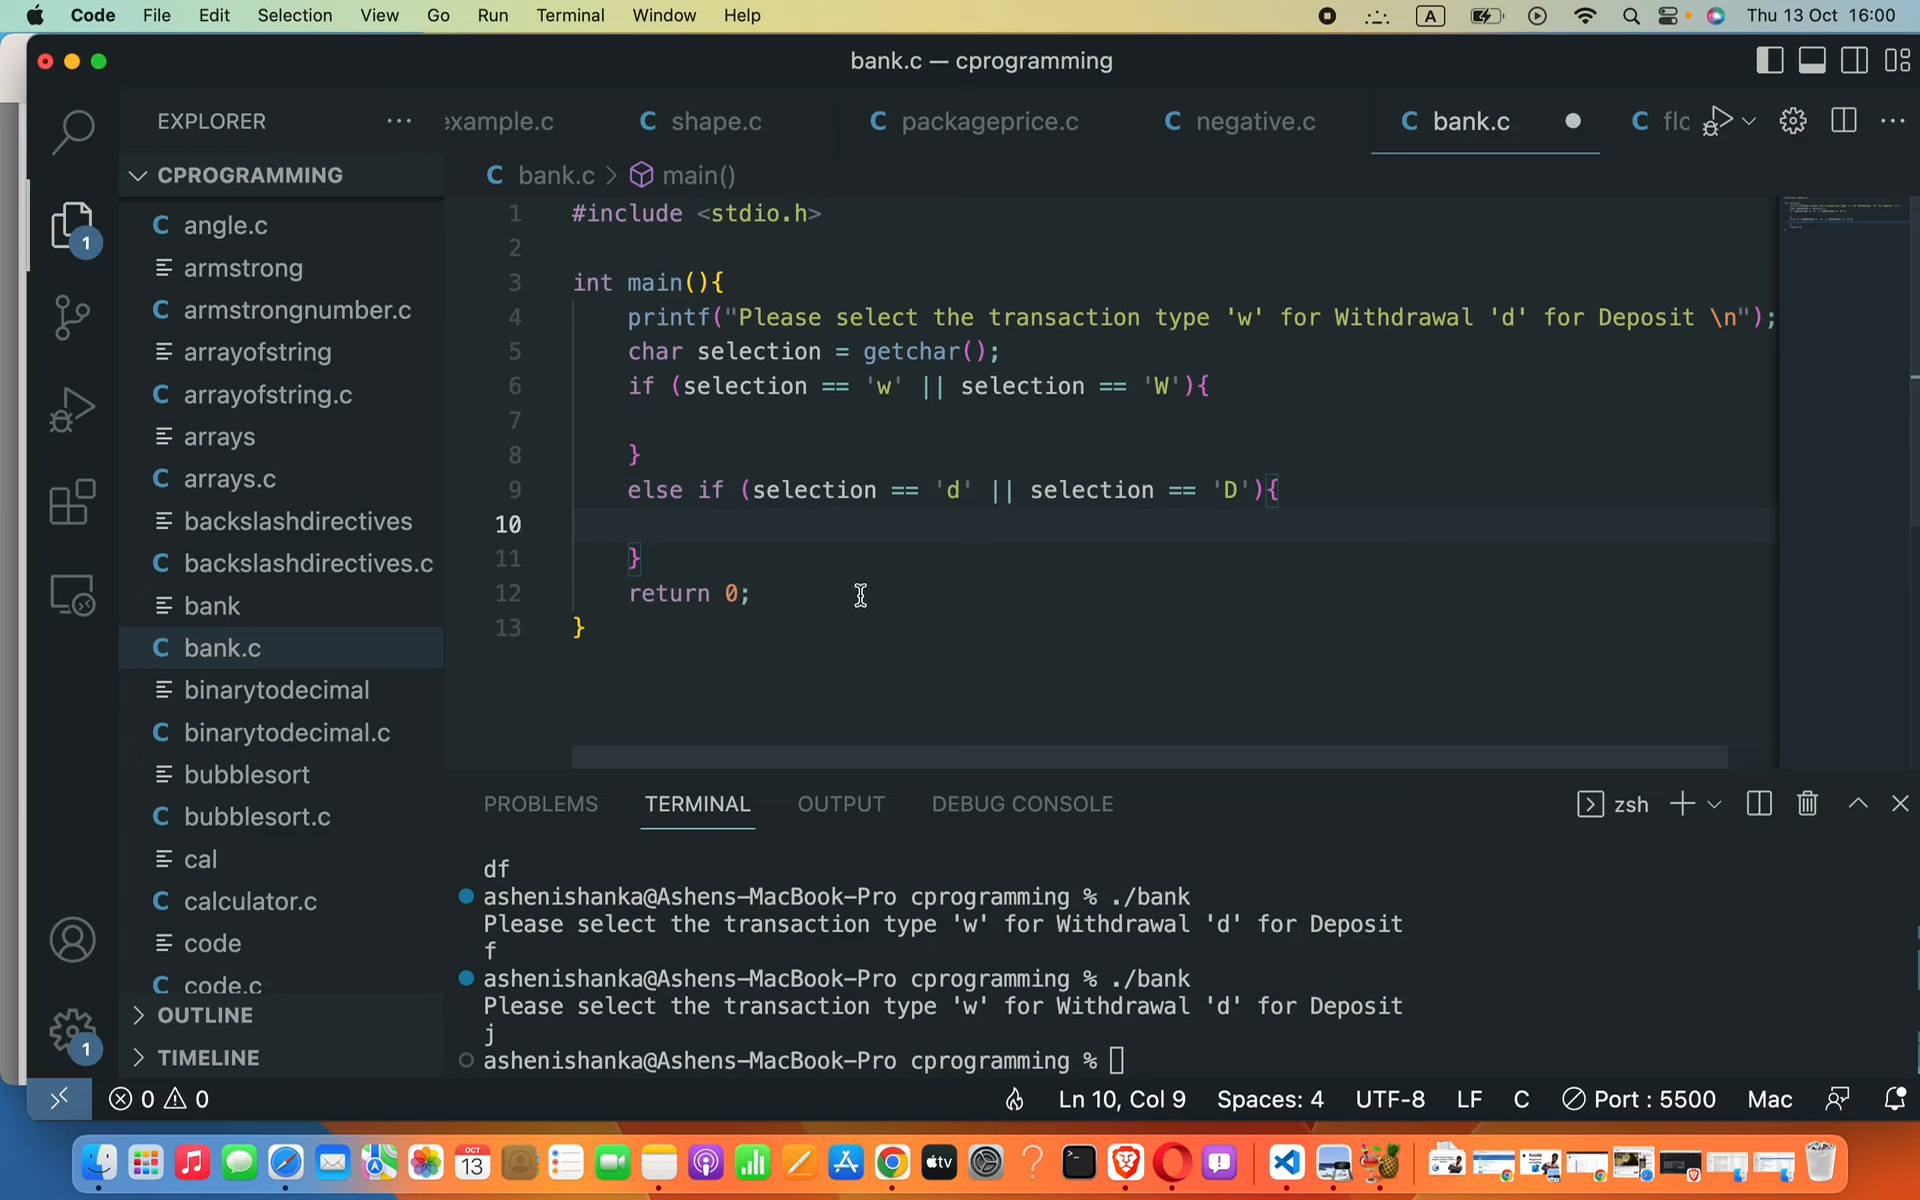 Code File Edit Selection View Go Run Terminal Window Help A Thu 13 Oct 16:00
bank.c — cprogramming
EXPLORER ··· example.c C shape.c C packageprice.c C negative.c C bank.c C flo
CPROGRAMMING
C bank.c > main()
C angle.c
armstrong
C armstrongnumber.c
arrayofstring
C arrayofstring.c
arrays
C arrays.c
backslashdirectives
C backslashdirectives.c
bank
C bank.c
binarytodecimal
C binarytodecimal.c
bubblesort
C bubblesort.c
cal
C calculator.c
code
C code.c
OUTLINE
TIMELINE
1
1
1 #include <stdio.h>
2
3 int main(){
4 printf("Please select the transaction type 'w' for Withdrawal 'd' for Deposit \n");
5 char selection = getchar();
6 if (selection == 'w' || selection == 'W'){
7
8 }
9 else if (selection == 'd' || selection == 'D'){
10
11 }
12 return 0;
13 }
PROBLEMS TERMINAL OUTPUT DEBUG CONSOLE zsh
df
ashenishanka@Ashens-MacBook-Pro cprogramming % ./bank
Please select the transaction type 'w' for Withdrawal 'd' for Deposit
f
ashenishanka@Ashens-MacBook-Pro cprogramming % ./bank
Please select the transaction type 'w' for Withdrawal 'd' for Deposit
j
ashenishanka@Ashens-MacBook-Pro cprogramming %
0 0 Ln 10, Col 9 Spaces: 4 UTF-8 LF C Port : 5500 Mac
OCT
13
tv